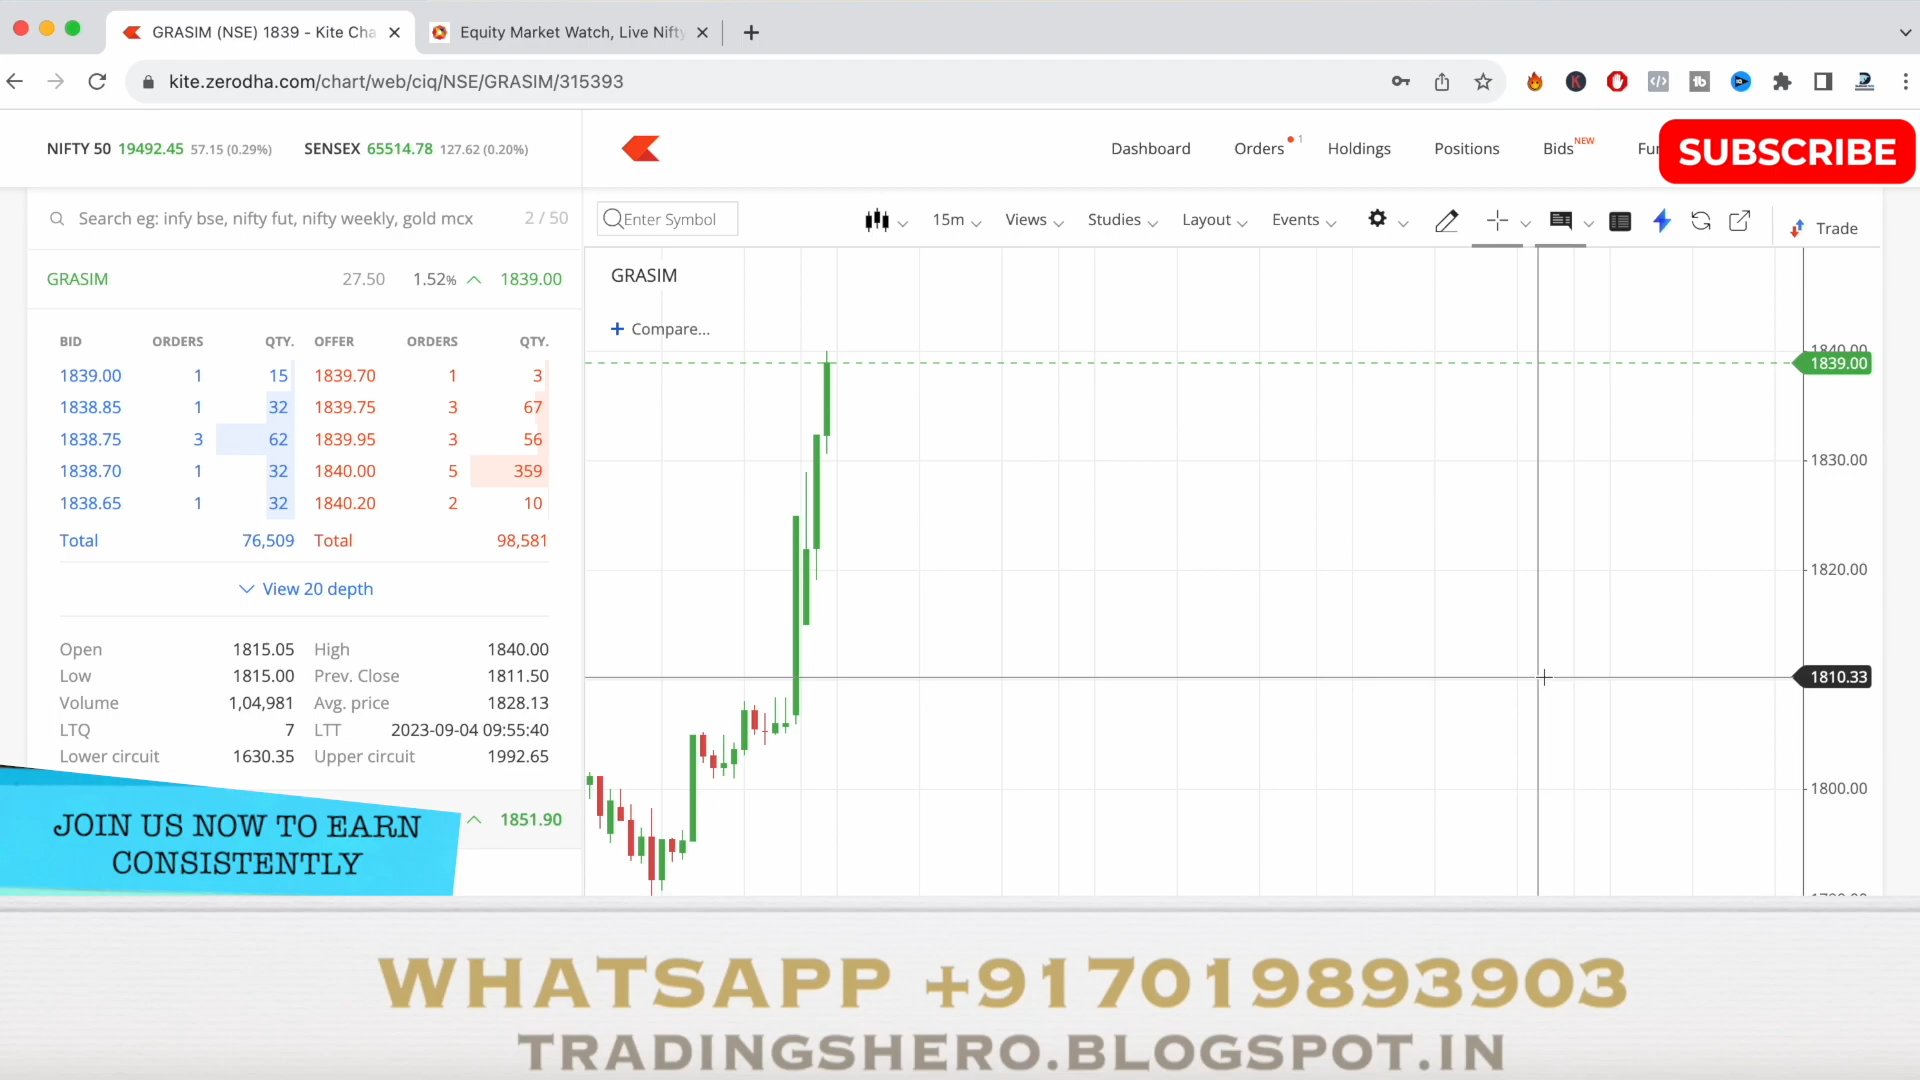 GRASIM (NSE) 1839 - Kite Cha
Equity Market Watch, Live Nifty
kite.zerodha.com/chart/web/ciq/NSE/GRASIM/315393
NIFTY 50 19492.45 57.15 (0.29%) SENSEX 65514.78 127.62 (0.20%)
Dashboard Orders 1 Holdings Positions Bids NEW Fu
SUBSCRIBE
Search eg: infy bse, nifty fut, nifty weekly, gold mcx 2 / 50
Enter Symbol 15m Views Studies Layout Events Trade
GRASIM 27.50 1.52% 1839.00
GRASIM
Compare...
BID ORDERS QTY. OFFER ORDERS QTY.
1839.00 1 15 1839.70 1 3
1838.85 1 32 1839.75 3 67
1838.75 3 62 1839.95 3 56
1838.70 1 32 1840.00 5 359
1838.65 1 32 1840.20 2 10
Total 76,509 Total 98,581
View 20 depth
Open 1815.05 High 1840.00
Low 1815.00 Prev. Close 1811.50
Volume 1,04,981 Avg. price 1828.13
LTQ 7 LTT 2023-09-04 09:55:40
Lower circuit 1630.35 Upper circuit 1992.65
1851.90
1840.00
1839.00
1830.00
1820.00
1810.33
1800.00
JOIN US NOW TO EARN
CONSISTENTLY
WHATSAPP +917019893903
TRADINGSHERO.BLOGSPOT.IN